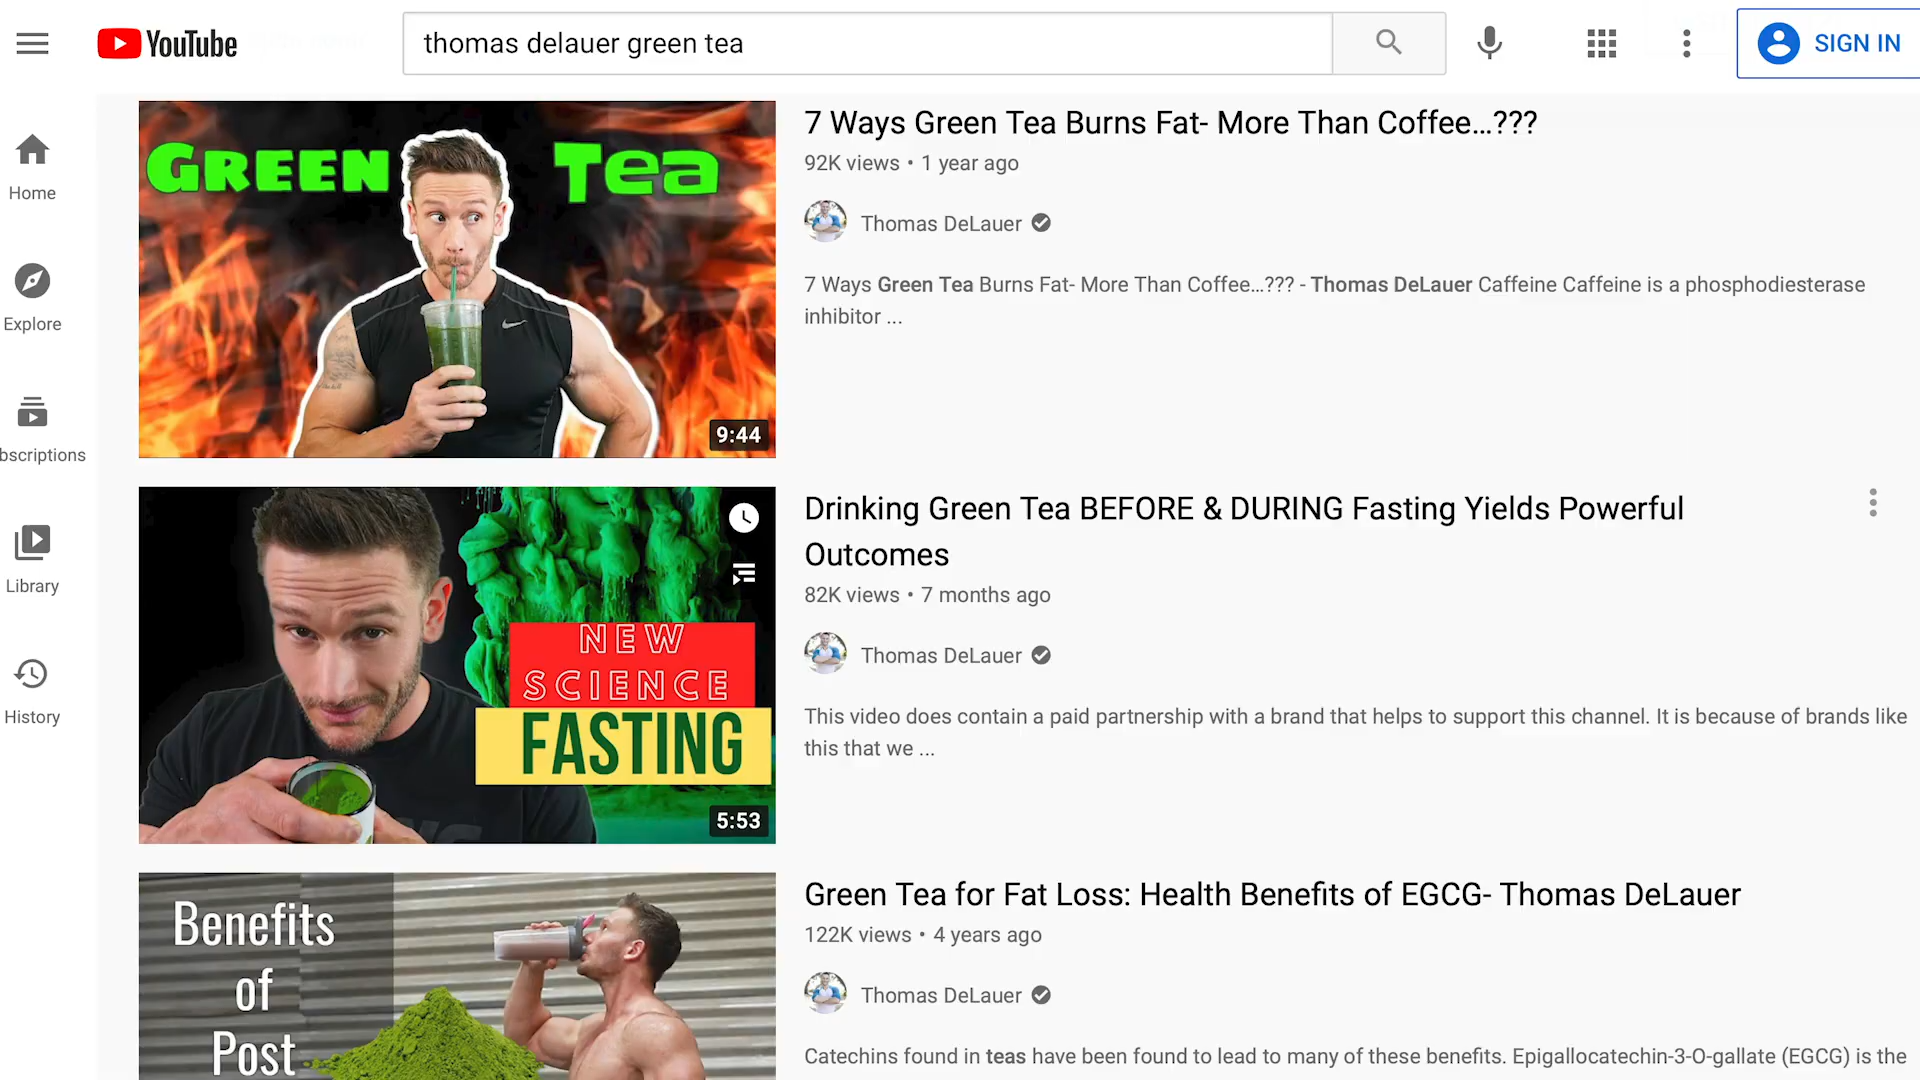 YouTube
thomas delauer green tea
SIGN IN
Home
Explore
bscriptions
Library
History
GREEN Tea
9:44
7 Ways Green Tea Burns Fat- More Than Coffee...???
92K views • 1 year ago
Thomas DeLauer
7 Ways Green Tea Burns Fat- More Than Coffee...??? - Thomas DeLauer Caffeine Caffeine is a phosphodiesterase
inhibitor ...
NEW
SCIENCE
FASTING
5:53
Drinking Green Tea BEFORE & DURING Fasting Yields Powerful
Outcomes
82K views • 7 months ago
Thomas DeLauer
This video does contain a paid partnership with a brand that helps to support this channel. It is because of brands like
this that we ...
Benefits
of
Post
Green Tea for Fat Loss: Health Benefits of EGCG- Thomas DeLauer
122K views • 4 years ago
Thomas DeLauer
Catechins found in teas have been found to lead to many of these benefits. Epigallocatechin-3-O-gallate (EGCG) is the